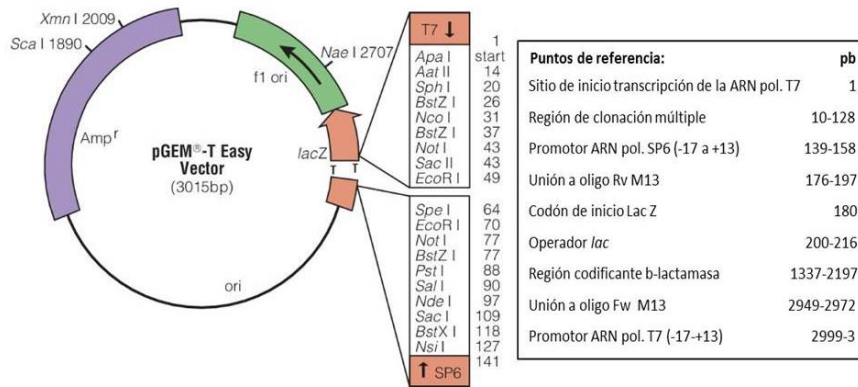 Xmn I 2009
Sca I 1890
Nae I 2707
f1 ori
Ampr
pGEM®-T Easy
Vector
(3015bp)
lacZ
T T
ori
T7 ↓
1
Apa I start
Aat II 14
Sph I 20
BstZ I 26
Nco I 31
BstZ I 37
Not I 43
Sac II 43
EcoR I 49
Spe I 64
EcoR I 70
Not I 77
BstZ I 77
Pst I 88
Sal I 90
Nde I 97
Sac I 109
BstX I 118
Nsi I 127
141
↑ SP6
Puntos de referencia: pb
Sitio de inicio transcripción de la ARN pol. T7 1
Región de clonación múltiple 10-128
Promotor ARN pol. SP6 (-17 a +13) 139-158
Unión a oligo Rv M13 176-197
Codón de inicio Lac Z 180
Operador lac 200-216
Región codificante b-lactamasa 1337-2197
Unión a oligo Fw M13 2949-2972
Promotor ARN pol. T7 (-17-+13) 2999-3